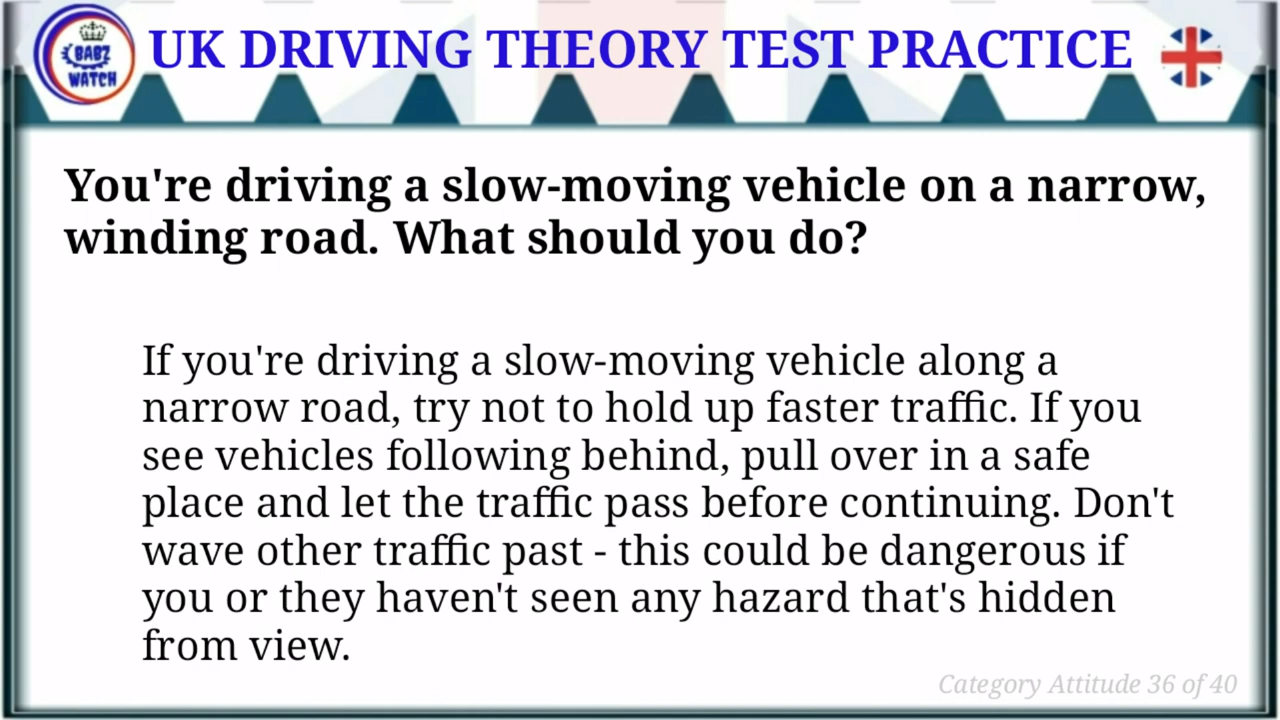 BABZ
WATCH
UK DRIVING THEORY TEST PRACTICE
You're driving a slow-moving vehicle on a narrow,
winding road. What should you do?
If you're driving a slow-moving vehicle along a
narrow road, try not to hold up faster traffic. If you
see vehicles following behind, pull over in a safe
place and let the traffic pass before continuing. Don't
wave other traffic past - this could be dangerous if
you or they haven't seen any hazard that's hidden
from view.
Category Attitude 36 of 40